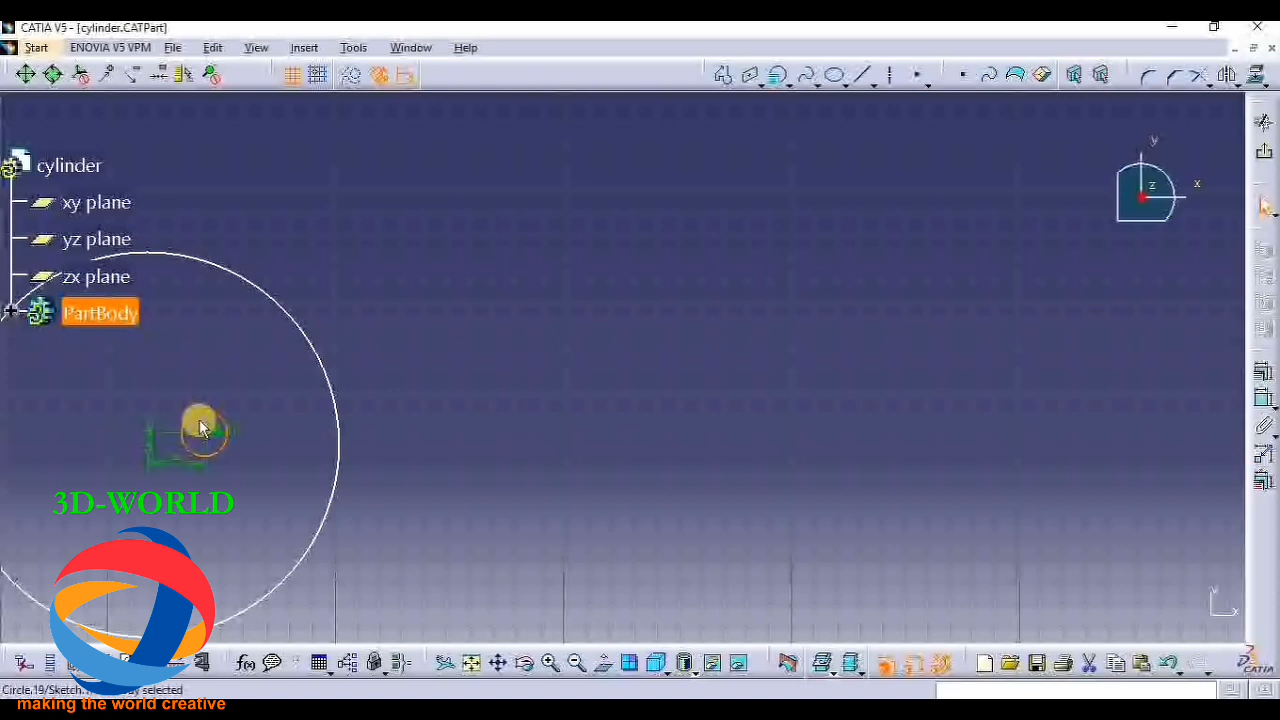 CATIA V5 - [cylinder.CATPart]
Start ENOVIA V5 VPM File Edit View Insert Tools Window Help
y
x
z
cylinder
xy plane
yz plane
zx plane
PartBody
3D-WORLD
f(x)
CATIA
Circle.19/Sketch
selected
making the world creative